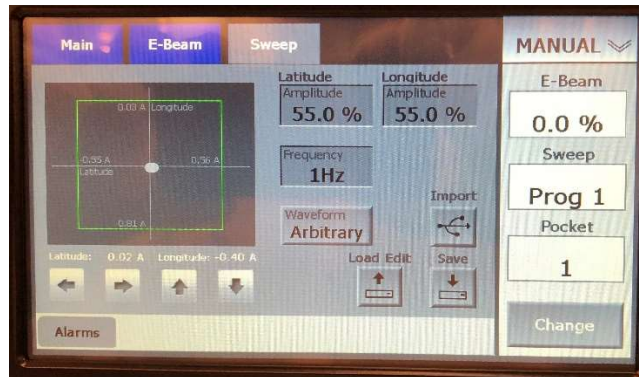 Main E-Beam Sweep MANUAL
Latitude Longitude
Amplitude Amplitude
55.0 % 55.0 %
0.03 A Longitude
-0.55 A 0.56 A
Latitude
-0.81 A
Frequency
1Hz
Waveform
Arbitrary
Import
Load Edit Save
Latitude: 0.02 A Longitude: -0.40 A
Alarms
E-Beam
0.0 %
Sweep
Prog 1
Pocket
1
Change